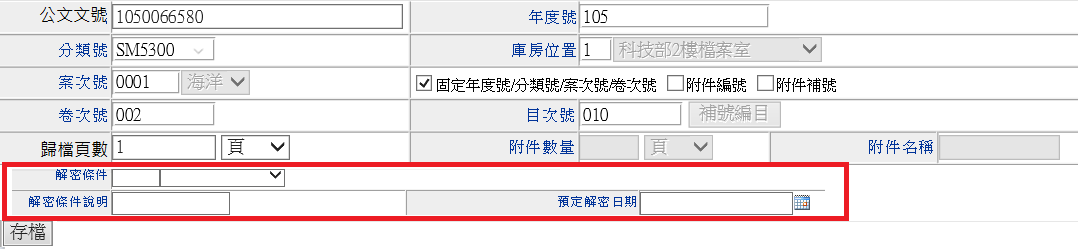 公文文號 1050066580 年度號 105
分類號 SM5300 庫房位置 1 科技部2樓檔案室
案次號 0001 海洋 固定年度號/分類號/案次號/卷次號 附件編號 附件補號
卷次號 002 目次號 010 補號編目
歸檔頁數 1 頁 附件數量 頁 附件名稱
解密條件
解密條件說明 預定解密日期
存檔